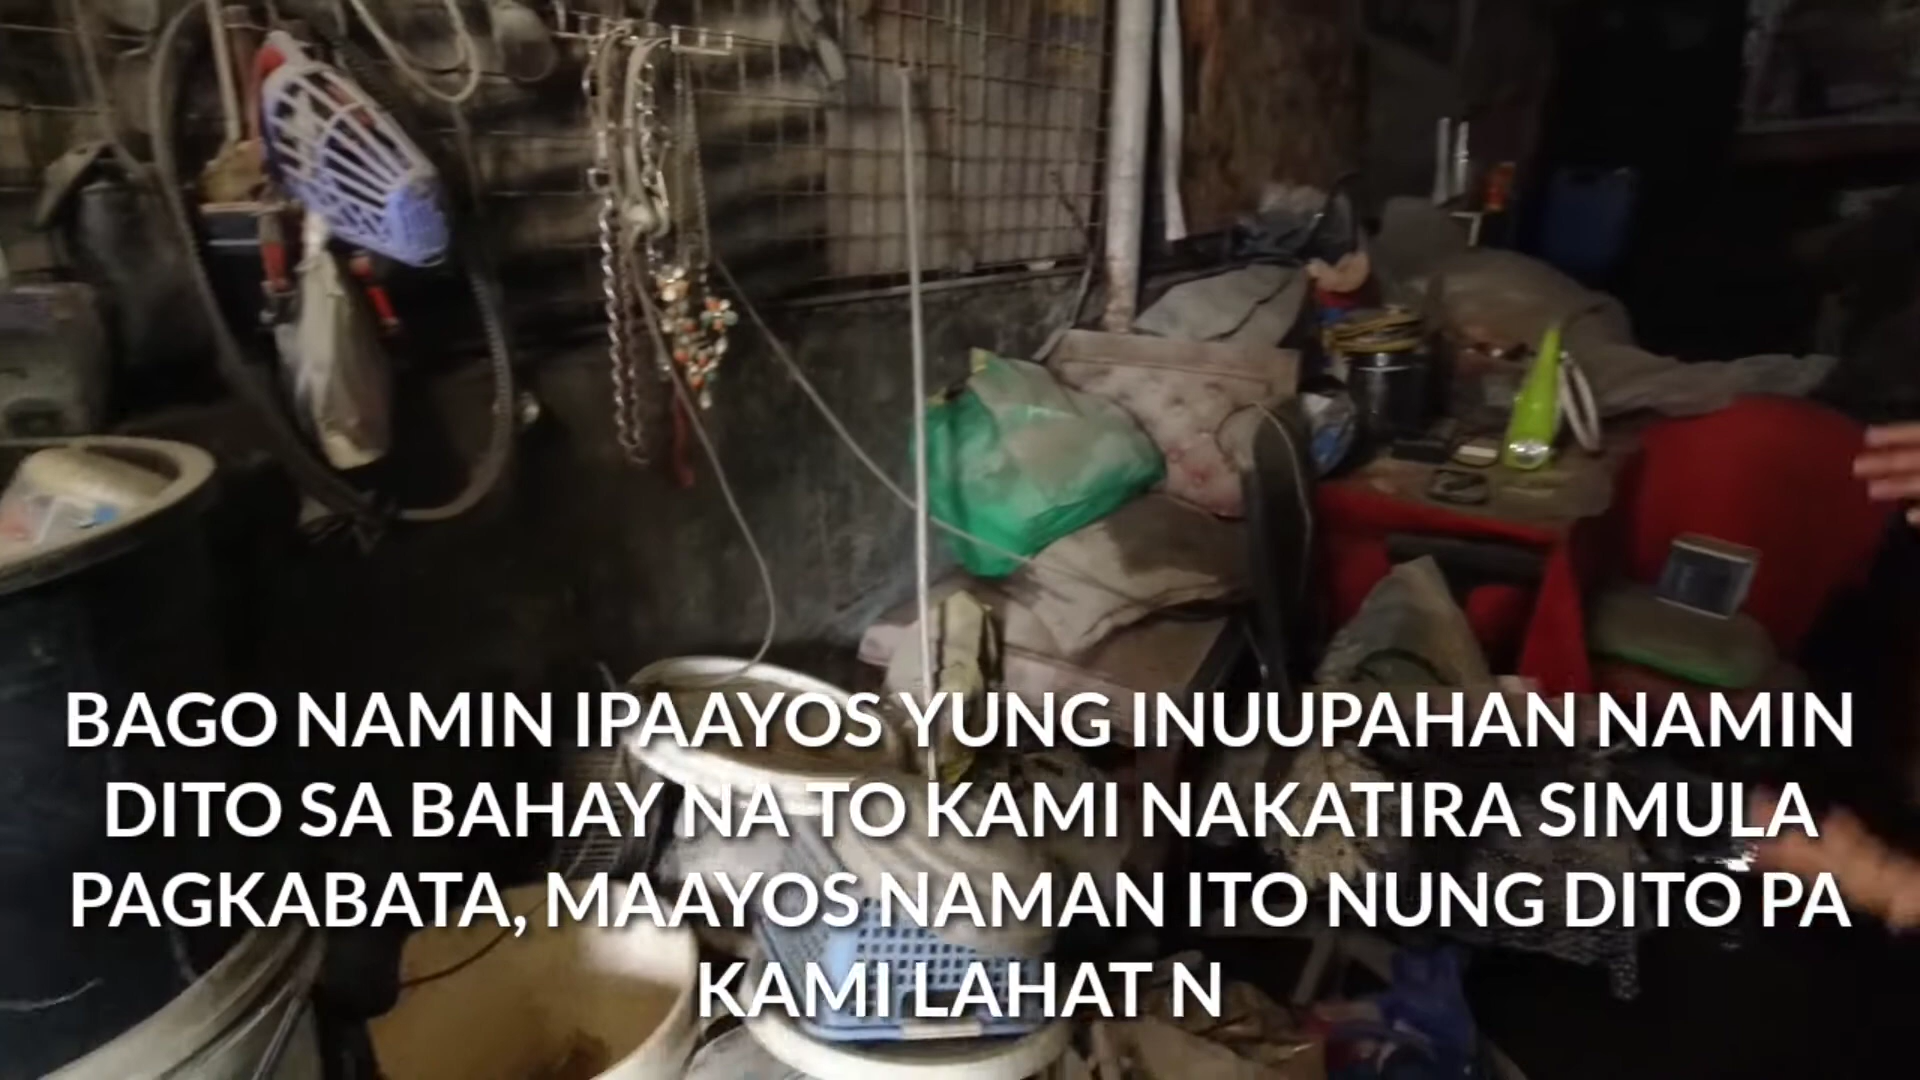 BAGO NAMIN IPAAYOS YUNG INUUPAHAN NAMIN
DITO SA BAHAY NA TO KAMI NAKATIRA SIMULA
PAGKABATA, MAAYOS NAMAN ITO NUNG DITO PA
KAMI LAHAT N